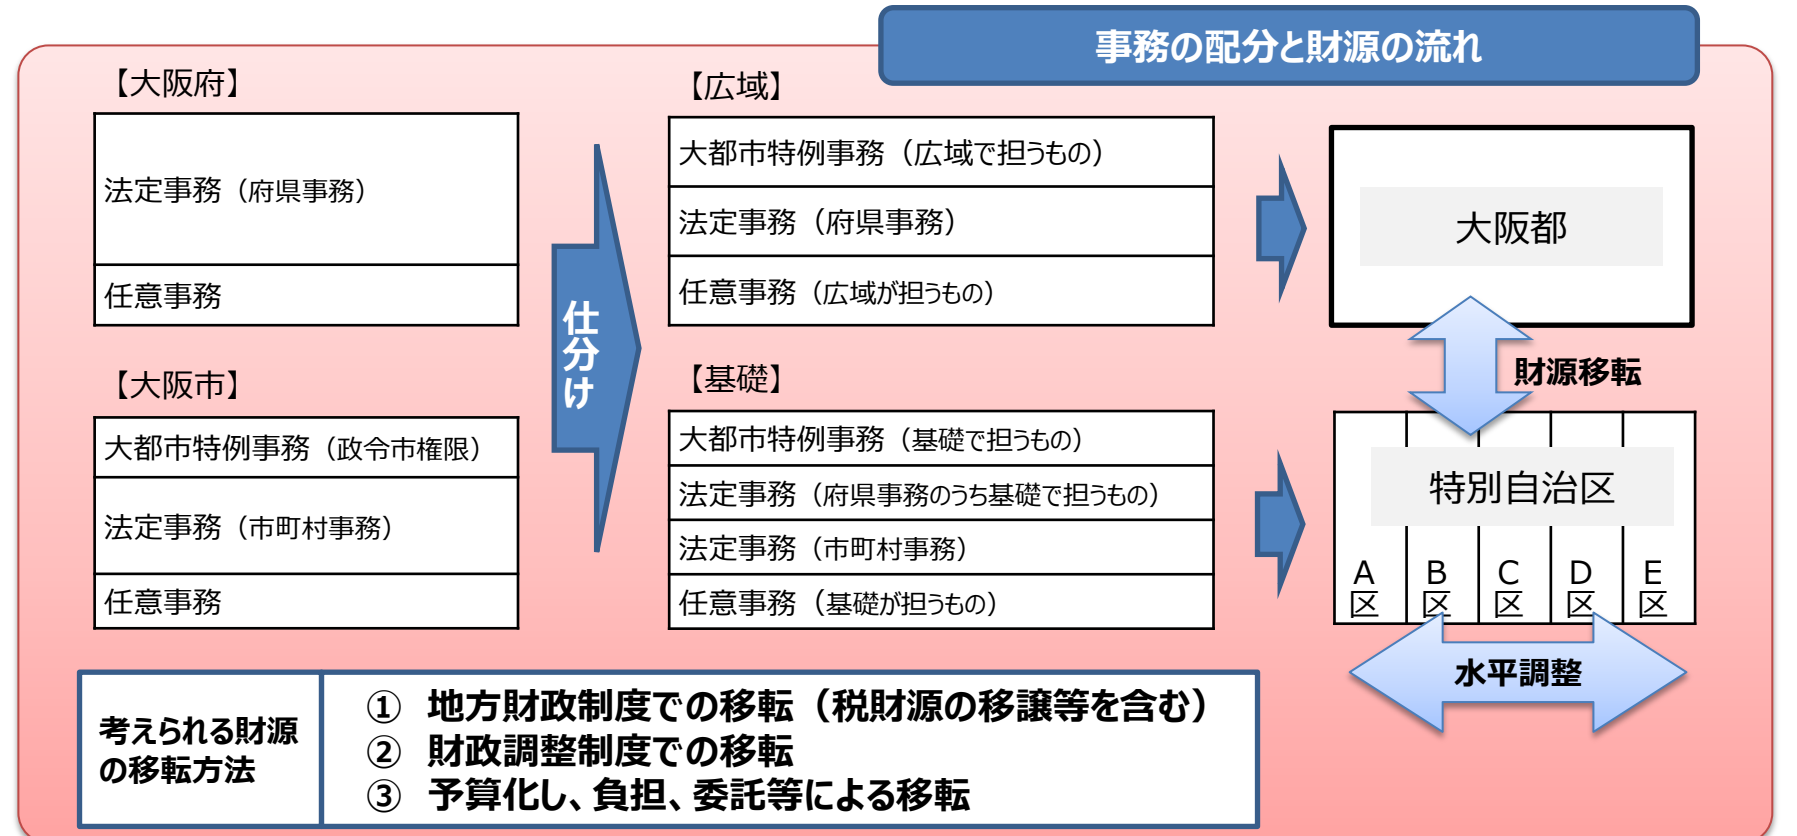 事務の配分と財源の流れ
【大阪府】
法定事務（府県事務）
任意事務
【大阪市】
大都市特例事務（政令市権限）
法定事務（市町村事務）
任意事務
仕分け
【広域】
大都市特例事務（広域で担うもの）
法定事務（府県事務）
任意事務（広域が担うもの）
【基礎】
大都市特例事務（基礎で担うもの）
法定事務（府県事務のうち基礎で担うもの）
法定事務（市町村事務）
任意事務（基礎が担うもの）
大阪都
財源移転
特別自治区
A区
B区
C区
D区
E区
水平調整
考えられる財源
の移転方法
① 地方財政制度での移転（税財源の移譲等を含む）
② 財政調整制度での移転
③ 予算化し、負担、委託等による移転